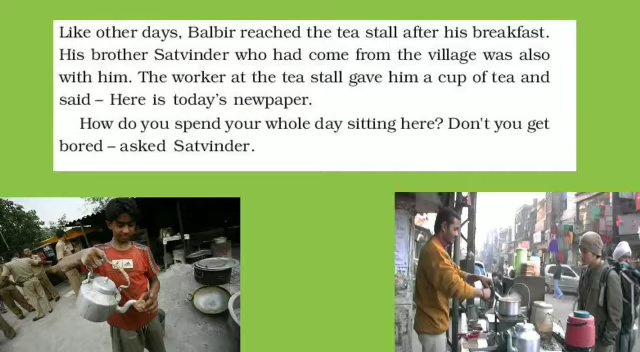 Like other days, Balbir reached the tea stall after his breakfast.
His brother Satvinder who had come from the village was also
with him. The worker at the tea stall gave him a cup of tea and
said – Here is today's newpaper.
How do you spend your whole day sitting here? Don't you get
bored – asked Satvinder.